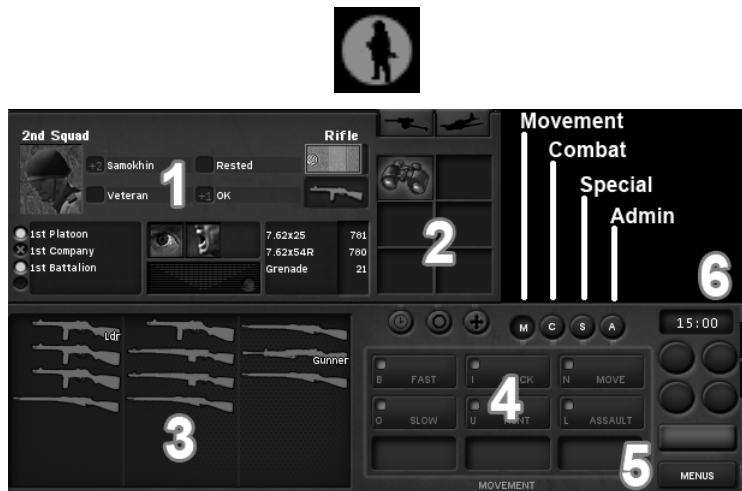 Movement
Combat
Special
Admin
2nd Squad
Rifle
+2 Samokhin
Rested
1
Veteran
+1 OK
2
1st Platoon
1st Company
1st Battalion
7.62x25 781
7.62x54R 780
Grenade 21
6
M C S A
15:00
Ldr
Gunner
3
B FAST
I
N MOVE
4
O SLOW
U
L ASSAULT
5
MOVEMENT
MENUS